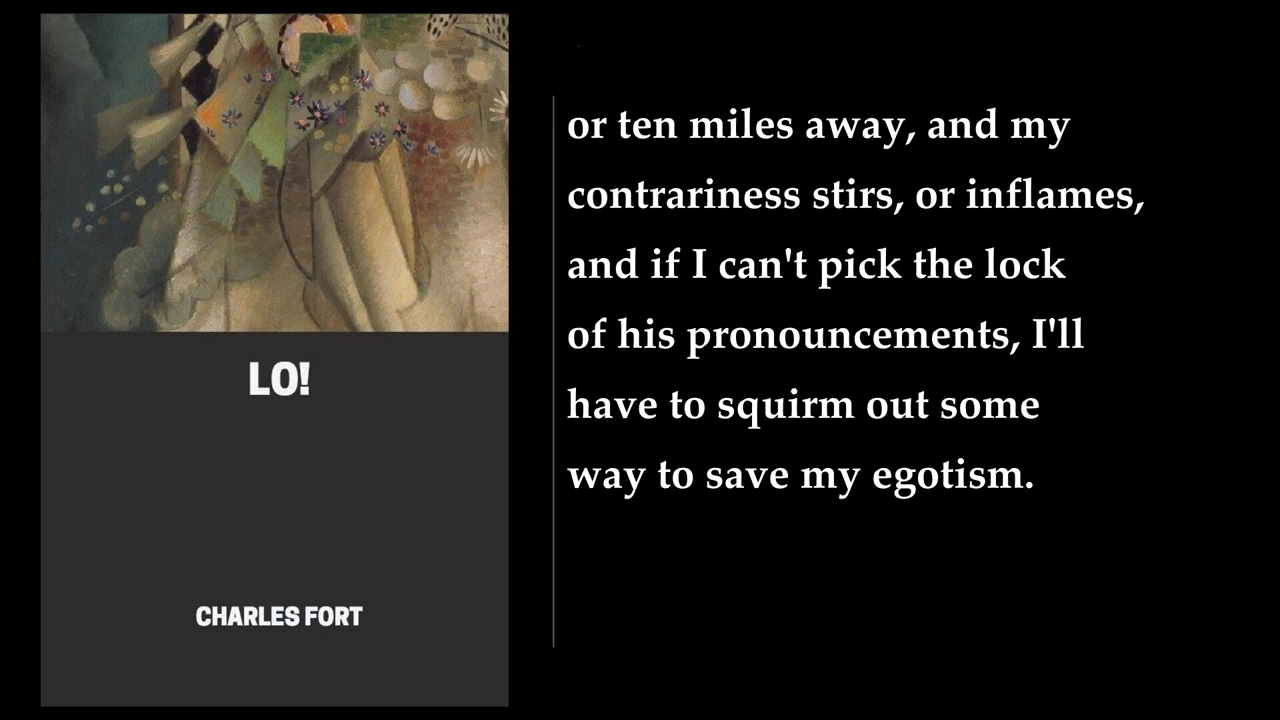 LO!
CHARLES FORT
or ten miles away, and my
contrariness stirs, or inflames,
and if I can't pick the lock
of his pronouncements, I'll
have to squirm out some
way to save my egotism.